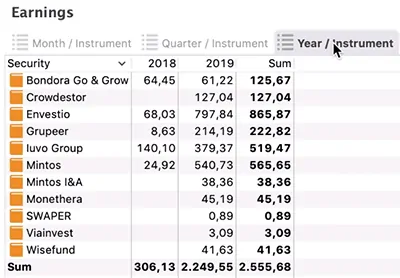 Earnings
Month / Instrument Quarter / Instrument Year / Instrument
Security 2018 2019 Sum
Bondora Go & Grow 64,45 61,22 125,67
Crowdestor 127,04 127,04
Envestio 68,03 797,84 865,87
Grupeer 8,63 214,19 222,82
Iuvo Group 140,10 379,37 519,47
Mintos 24,92 540,73 565,65
Mintos I&A 38,36 38,36
Monethera 45,19 45,19
SWAPER 0,89 0,89
Viainvest 3,09 3,09
Wisefund 41,63 41,63
Sum 306,13 2.249,55 2.555,68